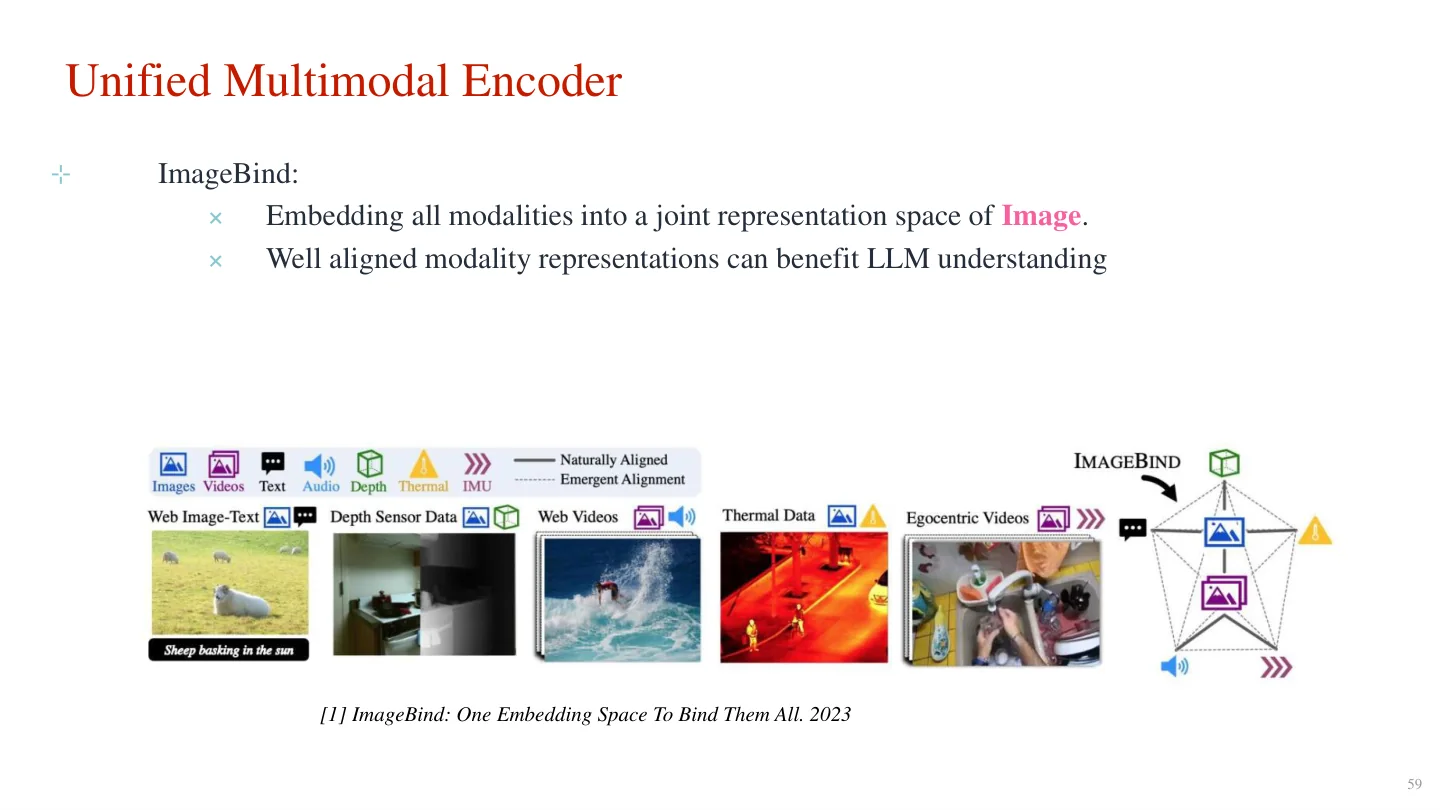 Unified Multimodal Encoder
ImageBind:
Embedding all modalities into a joint representation space of Image.
Well aligned modality representations can benefit LLM understanding
Images Videos Text Audio Depth Thermal IMU
Naturally Aligned
Emergent Alignment
IMAGEBIND
Web Image-Text
Depth Sensor Data
Web Videos
Thermal Data
Egocentric Videos
Sheep basking in the sun
[1] ImageBind: One Embedding Space To Bind Them All. 2023
59